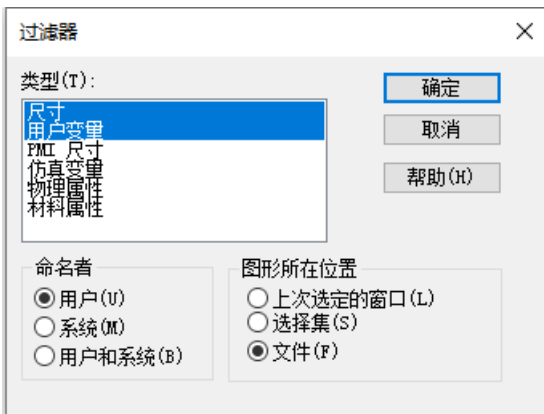 过滤器
类型(T):
确定
尺寸
用户变量
取消
PMI 尺寸
仿真变量
帮助(H)
物理属性
材料属性
命名者
图形所在位置
用户(U)
上次选定的窗口(L)
系统(M)
选择集(S)
用户和系统(B)
文件(F)